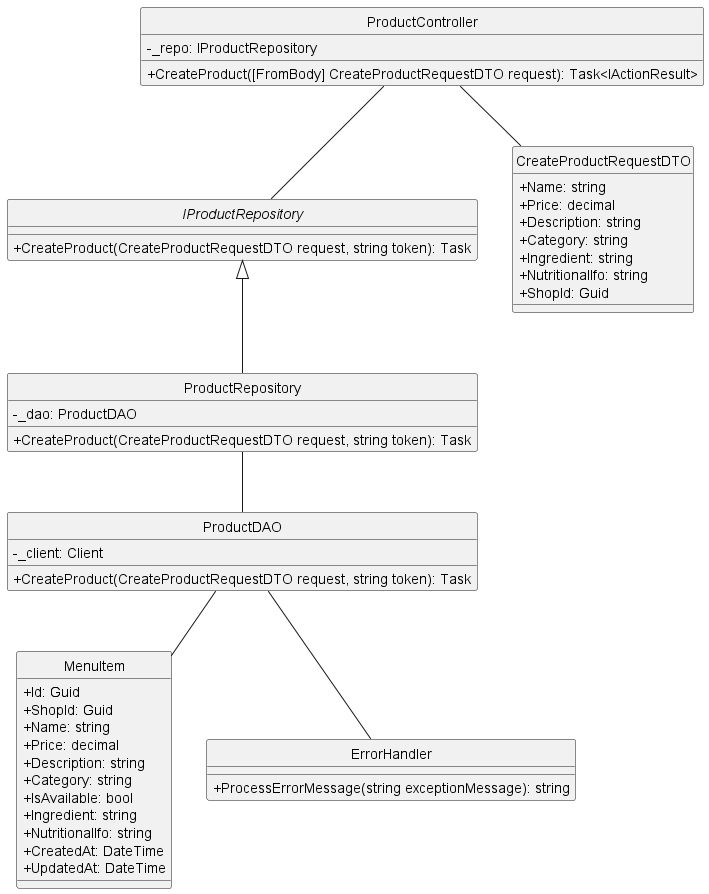 ProductController
-_repo: IProductRepository
+CreateProduct([FromBody] CreateProductRequestDTO request): Task<IActionResult>
IProductRepository
+CreateProduct(CreateProductRequestDTO request, string token): Task
CreateProductRequestDTO
+Name: string
+Price: decimal
+Description: string
+Category: string
+Ingredient: string
+NutritionalIfo: string
+ShopId: Guid
ProductRepository
-_dao: ProductDAO
+CreateProduct(CreateProductRequestDTO request, string token): Task
ProductDAO
-_client: Client
+CreateProduct(CreateProductRequestDTO request, string token): Task
MenuItem
+Id: Guid
+ShopId: Guid
+Name: string
+Price: decimal
+Description: string
+Category: string
+IsAvailable: bool
+Ingredient: string
+NutritionalIfo: string
+CreatedAt: DateTime
+UpdatedAt: DateTime
ErrorHandler
+ProcessErrorMessage(string exceptionMessage): string